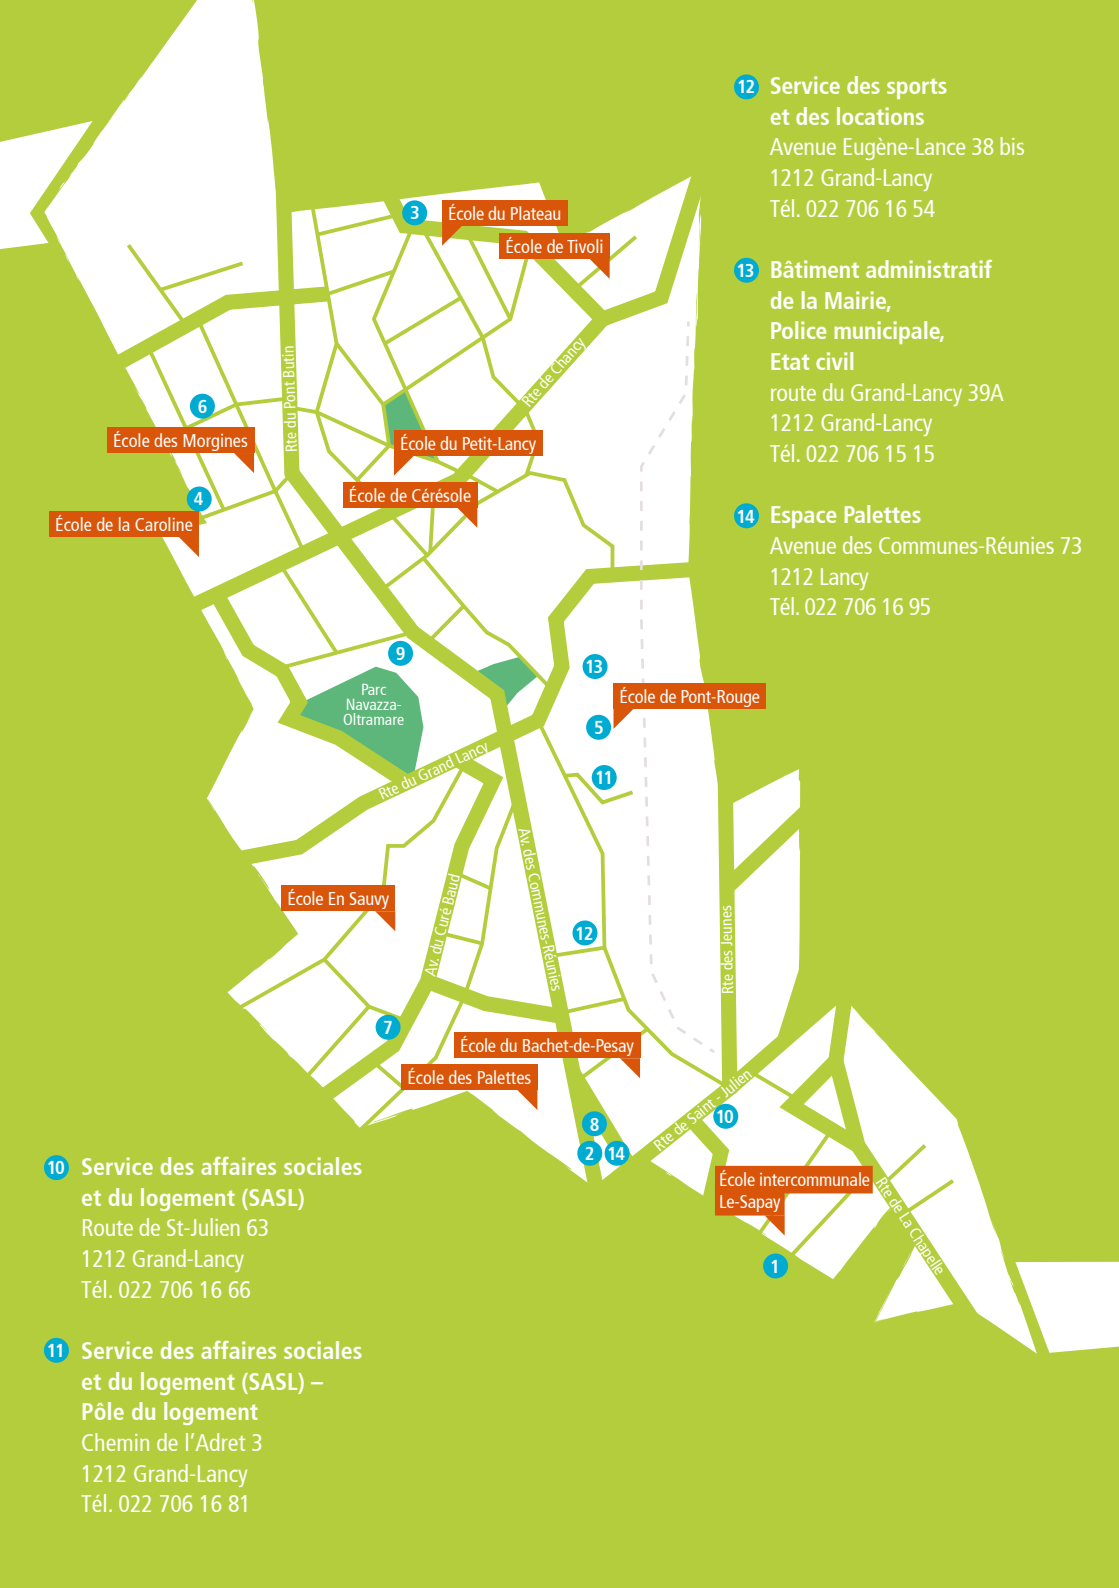 12 Service des sports
et des locations
Avenue Eugène-Lance 38 bis
1212 Grand-Lancy
Tél. 022 706 16 54
13 Bâtiment administratif
de la Mairie,
Police municipale,
Etat civil
route du Grand-Lancy 39A
1212 Grand-Lancy
Tél. 022 706 15 15
14 Espace Palettes
Avenue des Communes-Réunies 73
1212 Lancy
Tél. 022 706 16 95
3
École du Plateau
École de Tivoli
Rte du Pont Butin
Rte de Chancy
6
École des Morgines
École du Petit-Lancy
4
École de Cérésole
École de la Caroline
9
13
Parc
Navazza-
Oltramare
École de Pont-Rouge
5
11
Rte du Grand Lancy
Av. des Communes-Réunies
École En Sauvy
Av. du Curé Baud
12
Rte des Jeunes
7
École du Bachet-de-Pesay
École des Palettes
Rte de Saint - Julien
10
8
2
14
École intercommunale
Le-Sapay
Rte de La Chapelle
1
10 Service des affaires sociales
et du logement (SASL)
Route de St-Julien 63
1212 Grand-Lancy
Tél. 022 706 16 66
11 Service des affaires sociales
et du logement (SASL) –
Pôle du logement
Chemin de l’Adret 3
1212 Grand-Lancy
Tél. 022 706 16 81